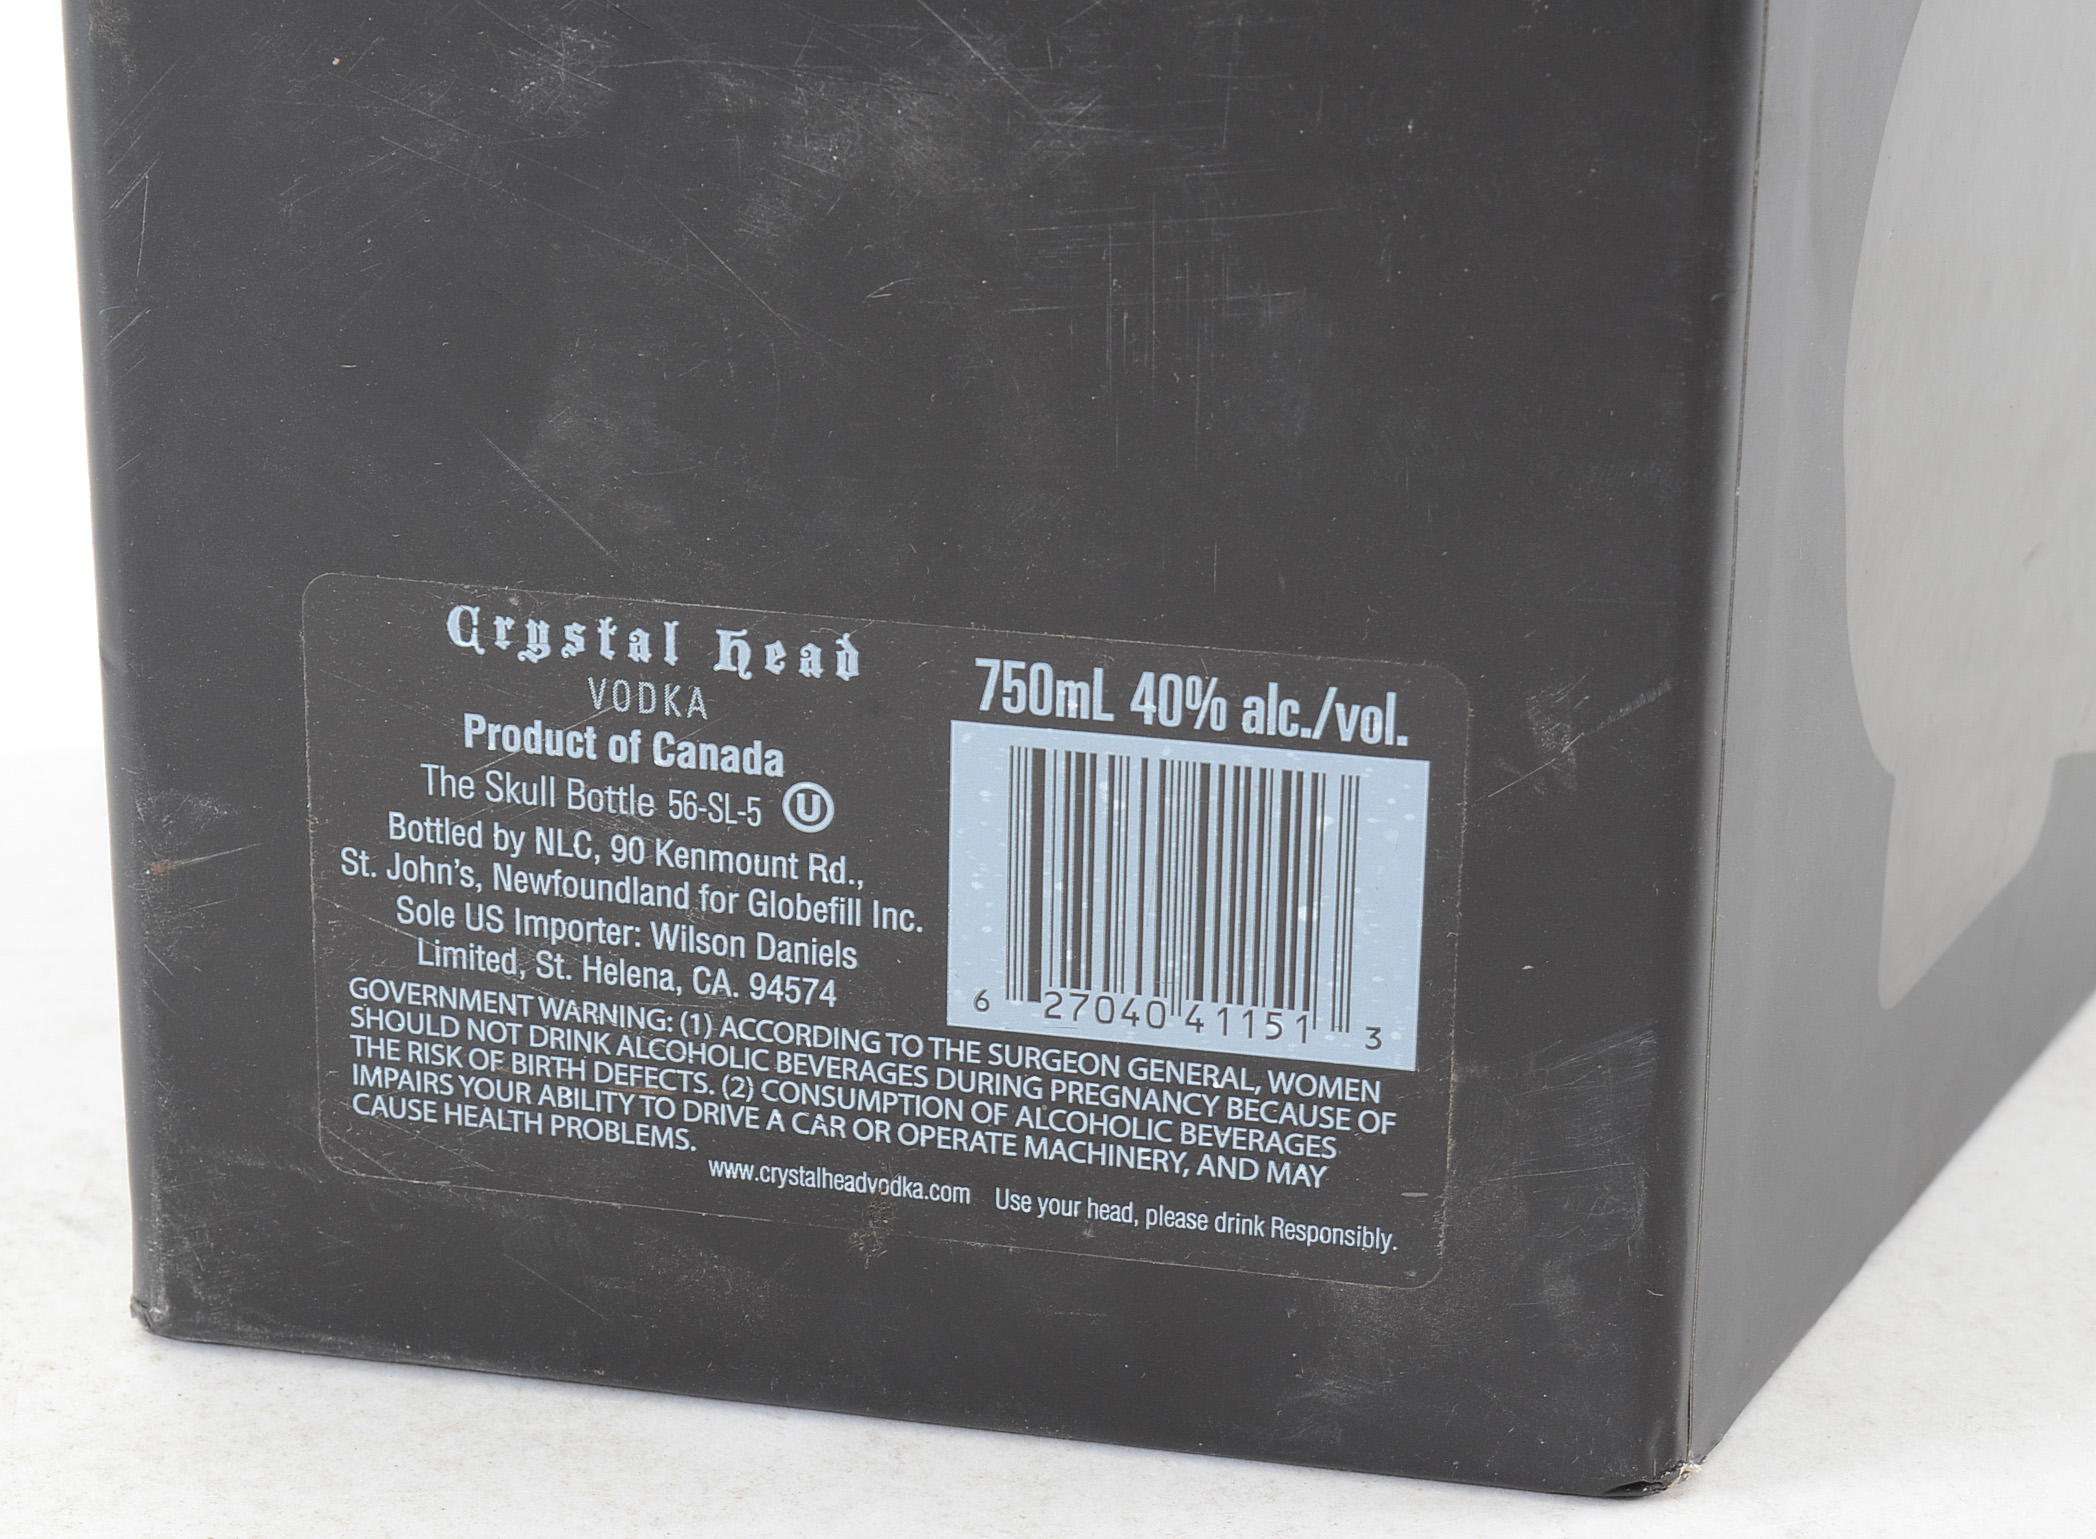 Crystal Head
VODKA
Product of Canada
The Skull Bottle 56-SL-5 Ⓤ
Bottled by NLC, 90 Kenmount Rd.,
St. John's, Newfoundland for Globefill Inc.
Sole US Importer: Wilson Daniels
Limited, St. Helena, CA. 94574
750mL 40% alc./vol.
6 27040 41151 3
GOVERNMENT WARNING: (1) ACCORDING TO THE SURGEON GENERAL, WOMEN
SHOULD NOT DRINK ALCOHOLIC BEVERAGES DURING PREGNANCY BECAUSE OF
THE RISK OF BIRTH DEFECTS. (2) CONSUMPTION OF ALCOHOLIC BEVERAGES
IMPAIRS YOUR ABILITY TO DRIVE A CAR OR OPERATE MACHINERY, AND MAY
CAUSE HEALTH PROBLEMS.
www.crystalheadvodka.com Use your head, please drink Responsibly.